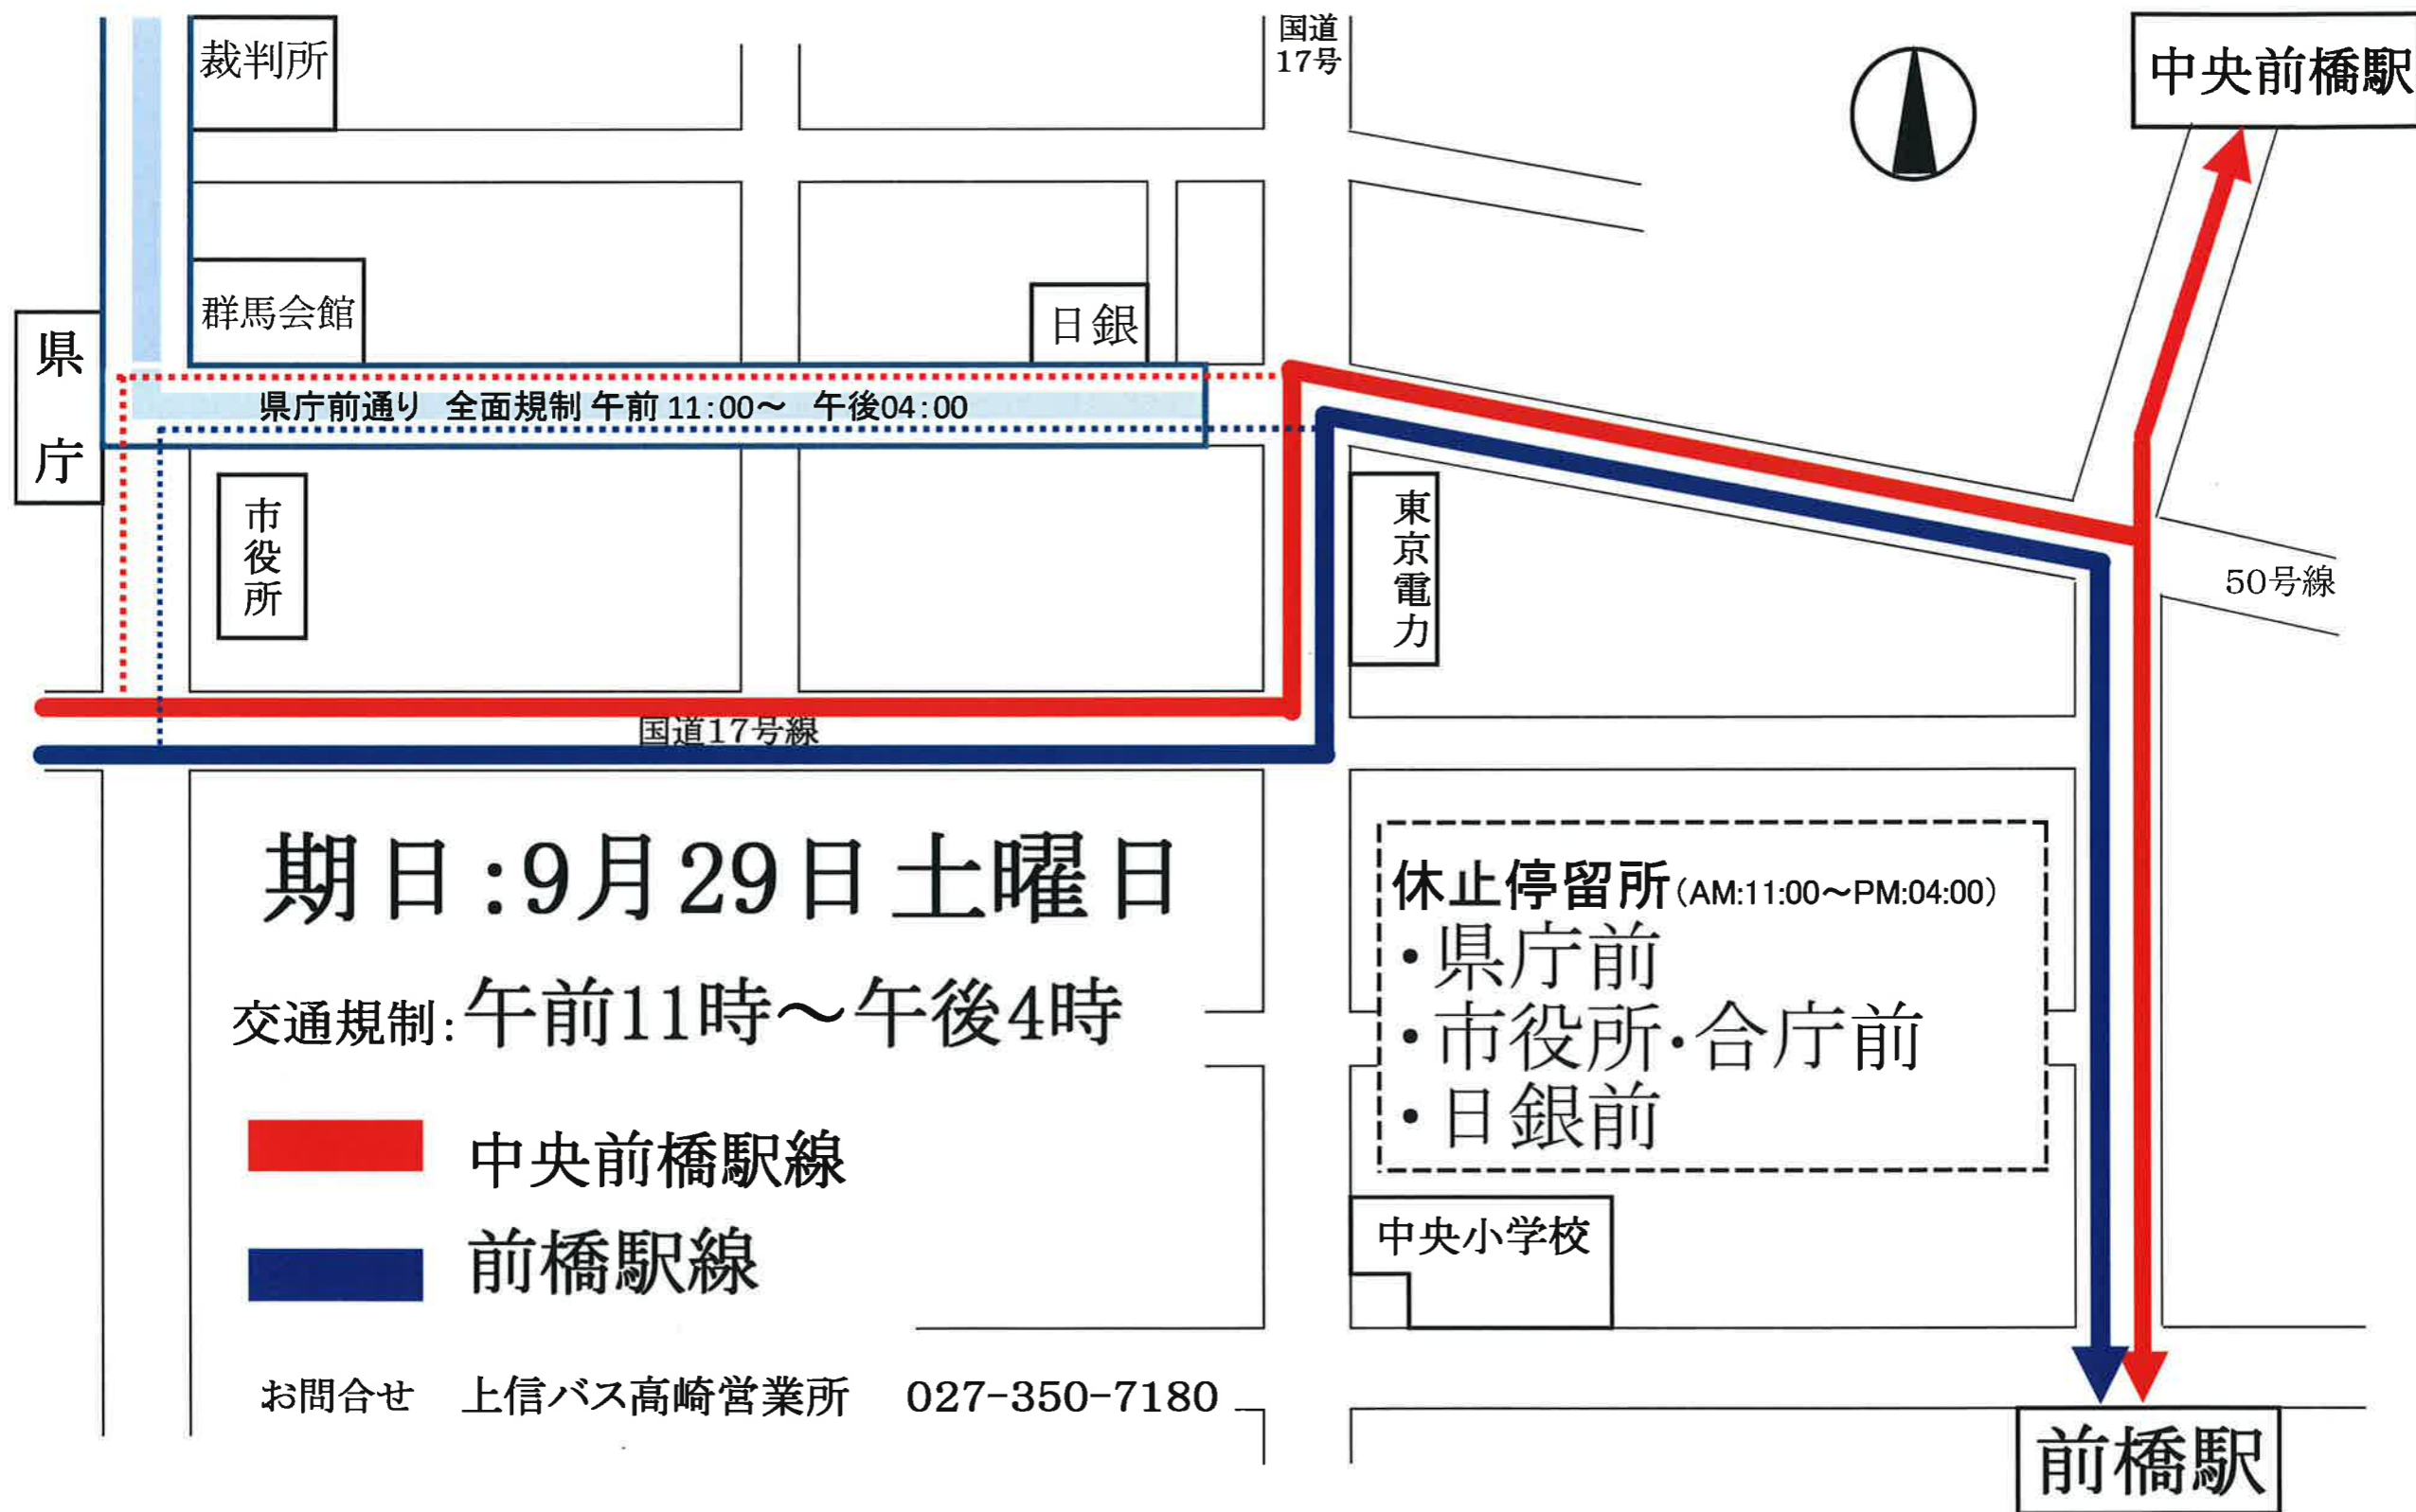 裁判所
国道
17号
中央前橋駅
群馬会館
日銀
県庁
県庁前通り 全面規制 午前 11:00～ 午後04:00
市役所
東京電力
50号線
国道17号線
期日:9月29日土曜日
交通規制:午前11時～午後4時
休止停留所(AM:11:00～PM:04:00)
・県庁前
・市役所・合庁前
・日銀前
中央前橋駅線
前橋駅線
中央小学校
お問合せ 上信バス高崎営業所 027-350-7180
前橋駅